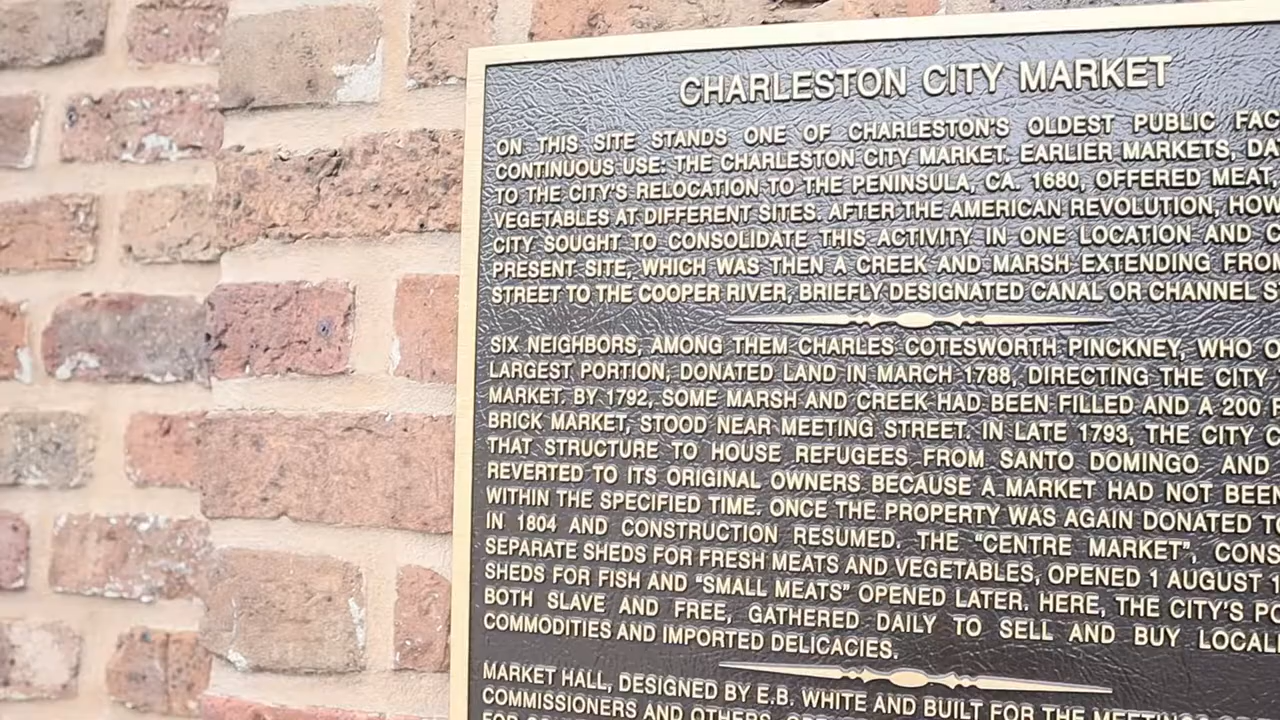 CHARLESTON CITY MARKET
ON THIS SITE STANDS ONE OF CHARLESTON'S OLDEST PUBLIC FAC
CONTINUOUS USE: THE CHARLESTON CITY MARKET. EARLIER MARKETS, DA
TO THE CITY'S RELOCATION TO THE PENINSULA, CA. 1680, OFFERED MEAT,
VEGETABLES AT DIFFERENT SITES. AFTER THE AMERICAN REVOLUTION, HOW
CITY SOUGHT TO CONSOLIDATE THIS ACTIVITY IN ONE LOCATION AND C
PRESENT SITE, WHICH WAS THEN A CREEK AND MARSH EXTENDING FROM
STREET TO THE COOPER RIVER, BRIEFLY DESIGNATED CANAL OR CHANNEL S
SIX NEIGHBORS, AMONG THEM CHARLES COTESWORTH PINCKNEY, WHO O
LARGEST PORTION, DONATED LAND IN MARCH 1788, DIRECTING THE CITY
MARKET. BY 1792, SOME MARSH AND CREEK HAD BEEN FILLED AND A 200
BRICK MARKET, STOOD NEAR MEETING STREET. IN LATE 1793, THE CITY C
THAT STRUCTURE TO HOUSE REFUGEES FROM SANTO DOMINGO AND
REVERTED TO ITS ORIGINAL OWNERS BECAUSE A MARKET HAD NOT BEEN
WITHIN THE SPECIFIED TIME. ONCE THE PROPERTY WAS AGAIN DONATED TO
IN 1804 AND CONSTRUCTION RESUMED, THE "CENTRE MARKET", CONS
SEPARATE SHEDS FOR FRESH MEATS AND VEGETABLES, OPENED 1 AUGUST 1
SHEDS FOR FISH AND "SMALL MEATS" OPENED LATER. HERE, THE CITY'S PO
BOTH SLAVE AND FREE, GATHERED DAILY TO SELL AND BUY LOCAL
COMMODITIES AND IMPORTED DELICACIES.
MARKET HALL, DESIGNED BY E.B. WHITE AND BUILT FOR THE MEETING
COMMISSIONERS AND OTHERS,